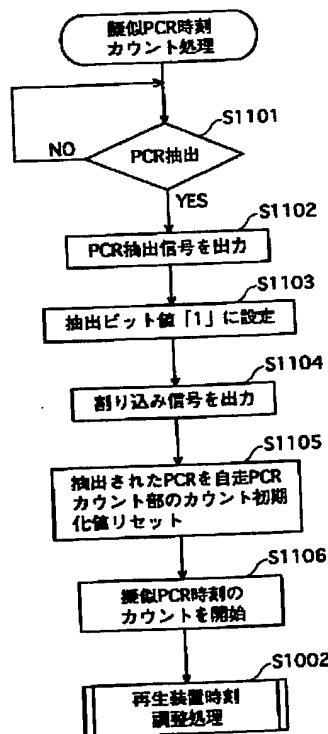 擬似PCR時刻
カウント処理
S1101
PCR抽出
NO
YES
S1102
PCR抽出信号を出力
S1103
抽出ビット値「1」に設定
S1104
割り込み信号を出力
S1105
抽出されたPCRを自走PCR
カウント部のカウント初期
化値リセット
S1106
擬似PCR時刻の
カウントを開始
S1002
再生装置時刻
調整処理